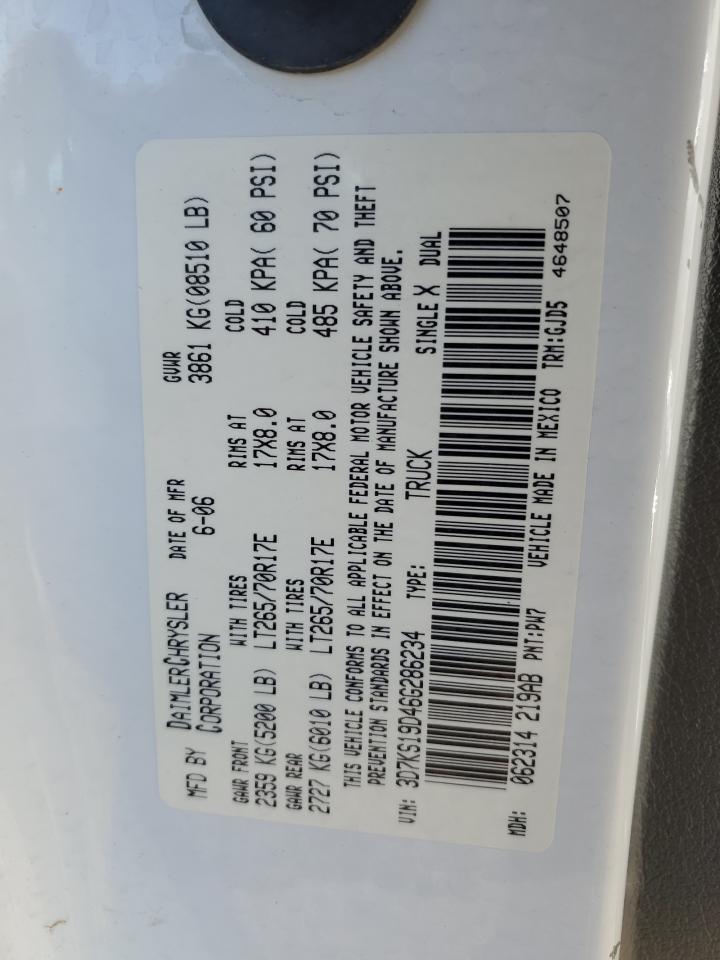 MFD BY DAIMLERCHRYSLER CORPORATION DATE OF MFR 6-06 GVWR 3861 KG(08510 LB)
GAWR FRONT WITH TIRES RIMS AT COLD
2359 KG(5200 LB) LT265/70R17E 17X8.0 410 KPA( 60 PSI)
GAWR REAR WITH TIRES RIMS AT COLD
2727 KG(6010 LB) LT265/70R17E 17X8.0 485 KPA( 70 PSI)
THIS VEHICLE CONFORMS TO ALL APPLICABLE FEDERAL MOTOR VEHICLE SAFETY AND THEFT
PREVENTION STANDARDS IN EFFECT ON THE DATE OF MANUFACTURE SHOWN ABOVE.
VIN: 3D7KS19D46G286234 TYPE: TRUCK SINGLE X DUAL
MDH: 062314 219AB PNT:PW7 VEHICLE MADE IN MEXICO TRM:GJD5 4648507